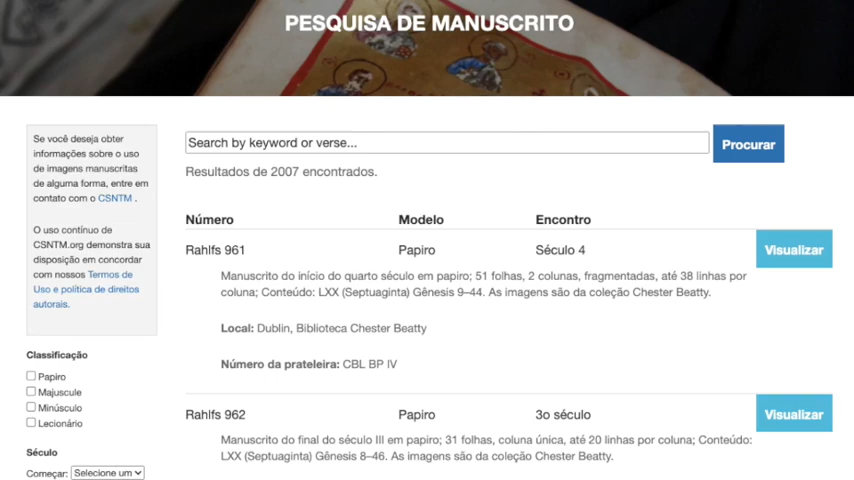 PESQUISA DE MANUSCRITO
Se você deseja obter
informações sobre o uso
de imagens manuscritas
de alguma forma, entre em
contato com o CSNTM .
O uso contínuo de
CSNTM.org demonstra sua
disposição em concordar
com nossos Termos de
Uso e política de direitos
autorais.
Classificação
Papiro
Majuscule
Minúsculo
Lecionário
Século
Começar: Selecione um
Search by keyword or verse...
Procurar
Resultados de 2007 encontrados.
Número Modelo Encontro
Rahlfs 961 Papiro Século 4 Visualizar
Manuscrito do início do quarto século em papiro; 51 folhas, 2 colunas, fragmentadas, até 38 linhas por
coluna; Conteúdo: LXX (Septuaginta) Gênesis 9–44. As imagens são da coleção Chester Beatty.
Local: Dublin, Biblioteca Chester Beatty
Número da prateleira: CBL BP IV
Rahlfs 962 Papiro 3o século Visualizar
Manuscrito do final do século III em papiro; 31 folhas, coluna única, até 20 linhas por coluna; Conteúdo:
LXX (Septuaginta) Gênesis 8–46. As imagens são da coleção Chester Beatty.